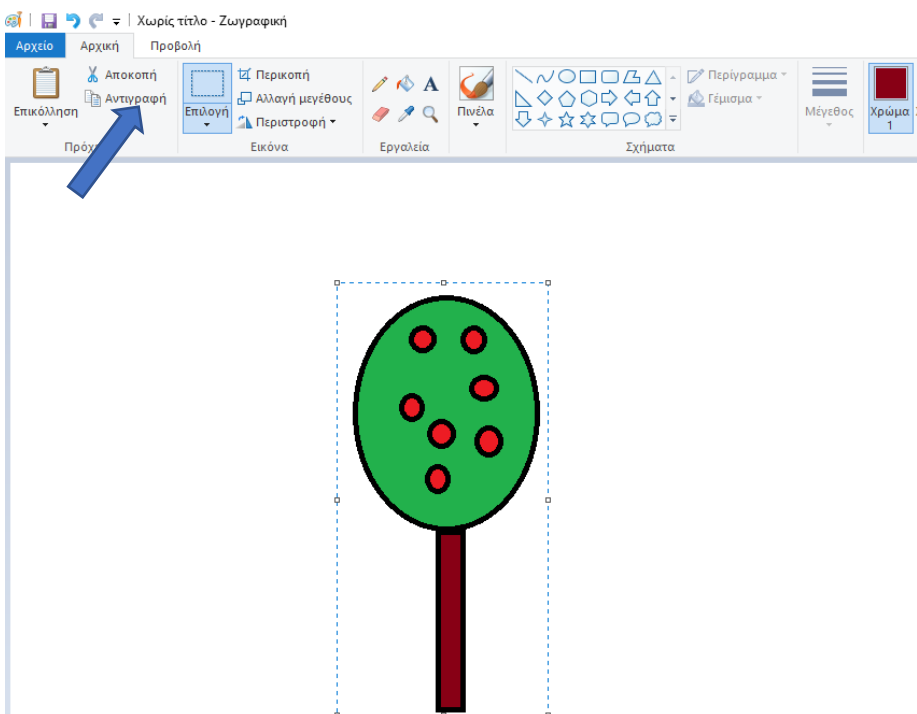 Χωρίς τίτλο - Ζωγραφική
Αρχείο Αρχική Προβολή
Επικόλληση
Αποκοπή
Αντιγραφή
Επιλογή
Περικοπή
Αλλαγή μεγέθους
Περιστροφή
A
Πινέλα
Περίγραμμα
Γέμισμα
Μέγεθος
Χρώμα
1
Εικόνα Εργαλεία Σχήματα